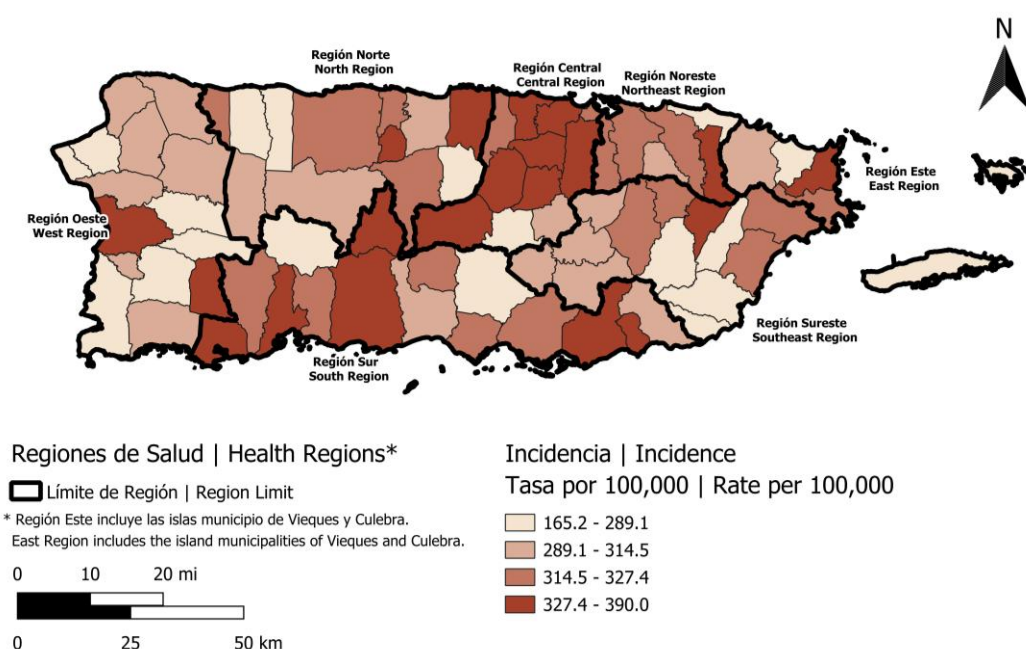 N
Región Norte
North Region
Región Central
Central Region
Región Noreste
Northeast Region
Región Este
East Region
Región Oeste
West Region
Región Sureste
Southeast Region
Región Sur
South Region
Regiones de Salud | Health Regions*
Límite de Región | Region Limit
* Región Este incluye las islas municipio de Vieques y Culebra.
East Region includes the island municipalities of Vieques and Culebra.
0 10 20 mi
0 25 50 km
Incidencia | Incidence
Tasa por 100,000 | Rate per 100,000
165.2 - 289.1
289.1 - 314.5
314.5 - 327.4
327.4 - 390.0